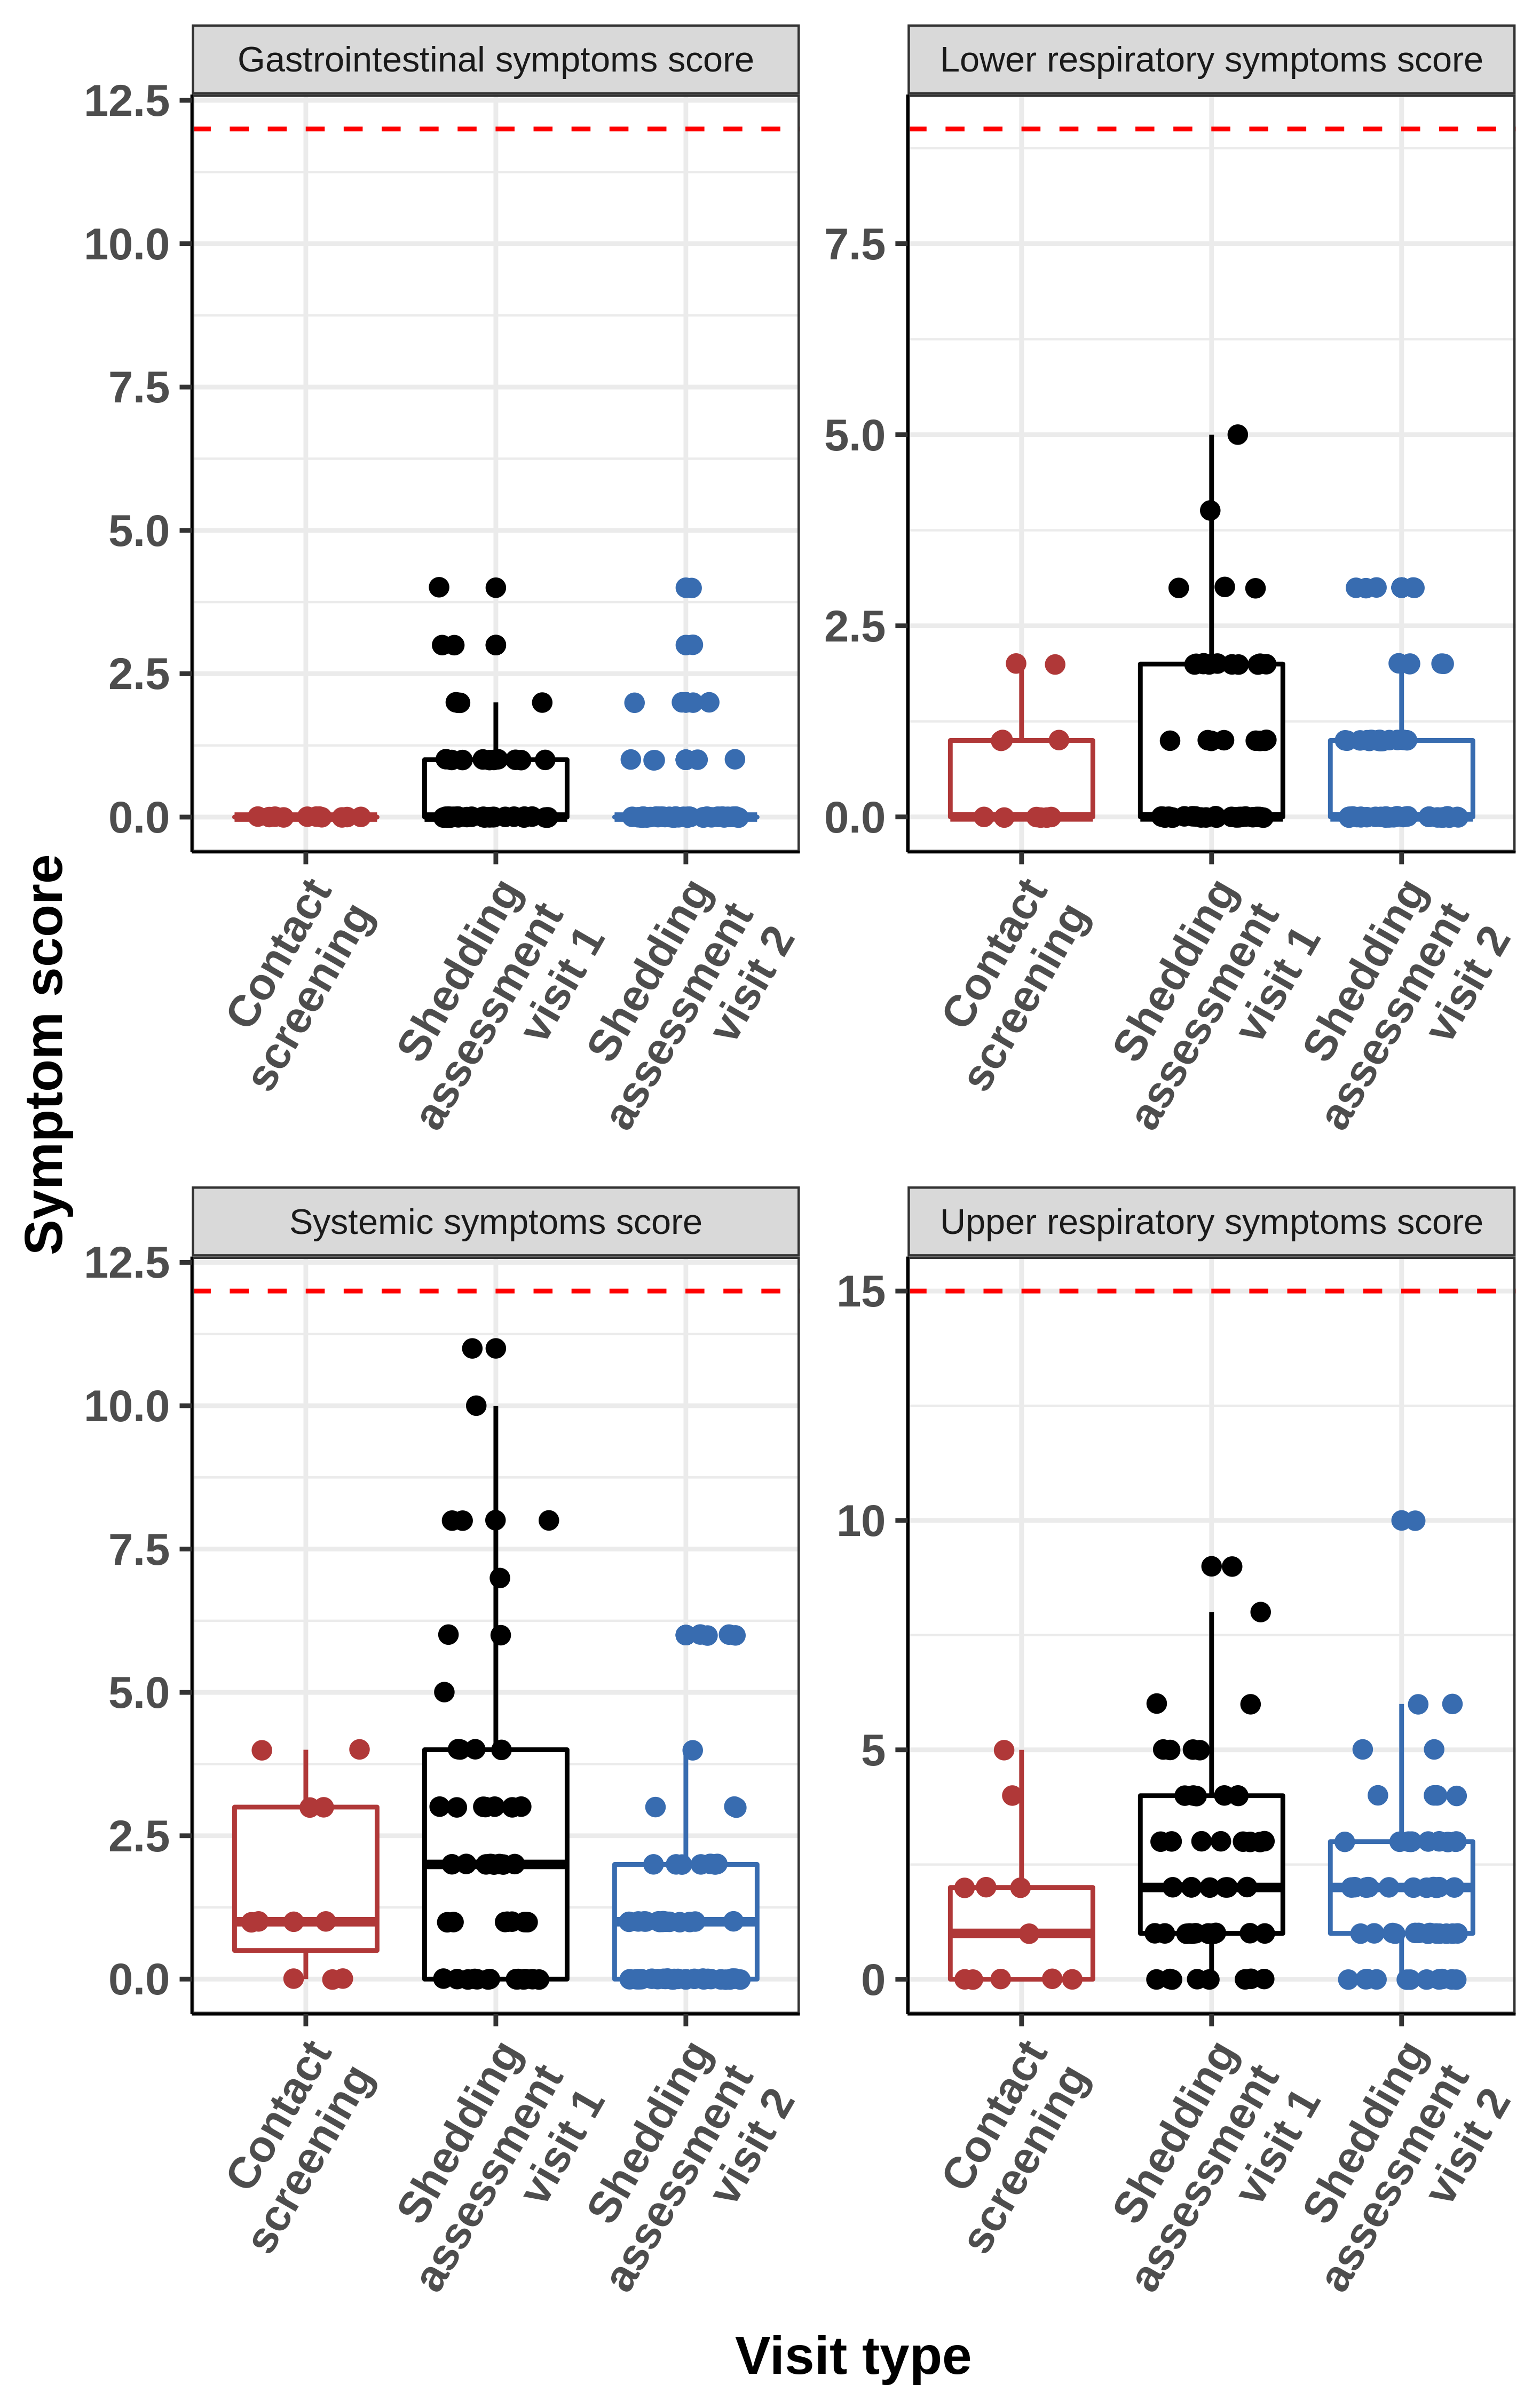 Gastrointestinal symptoms score
12.5
10.0
7.5
5.0
2.5
0.0
Contact
screening
Shedding
assessment
visit 1
Shedding
assessment
visit 2
Lower respiratory symptoms score
7.5
5.0
2.5
0.0
Contact
screening
Shedding
assessment
visit 1
Shedding
assessment
visit 2
Symptom score
Systemic symptoms score
12.5
10.0
7.5
5.0
2.5
0.0
Contact
screening
Shedding
assessment
visit 1
Shedding
assessment
visit 2
Upper respiratory symptoms score
15
10
5
0
Contact
screening
Shedding
assessment
visit 1
Shedding
assessment
visit 2
Visit type